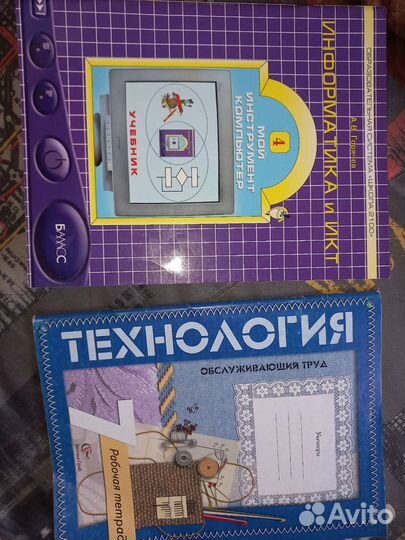 ОБРАЗОВАТЕЛЬНАЯ СИСТЕМА «ШКОЛА 2100»
А.В. Горячев
ИНФОРМАТИКА и ИКТ
4
МОЙ
ИНСТРУМЕНТ
КОМПЬЮТЕР
УЧЕБНИК
БАЛАСС
ТЕХНОЛОГИЯ
ОБСЛУЖИВАЮЩИЙ ТРУД
7
Рабочая тетрадь
Avito